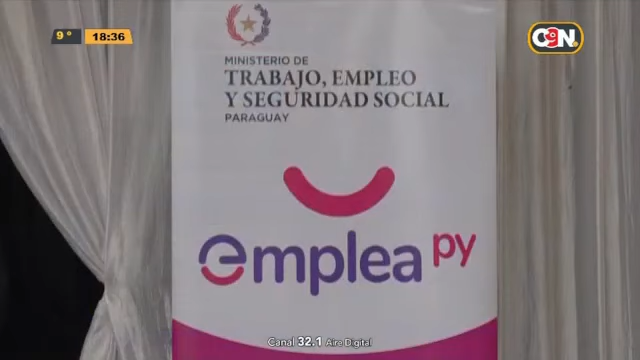 9°
18:36
C9N
MINISTERIO DE
TRABAJO, EMPLEO
Y SEGURIDAD SOCIAL
PARAGUAY
emplea py
Canal 32.1 Aire Digital